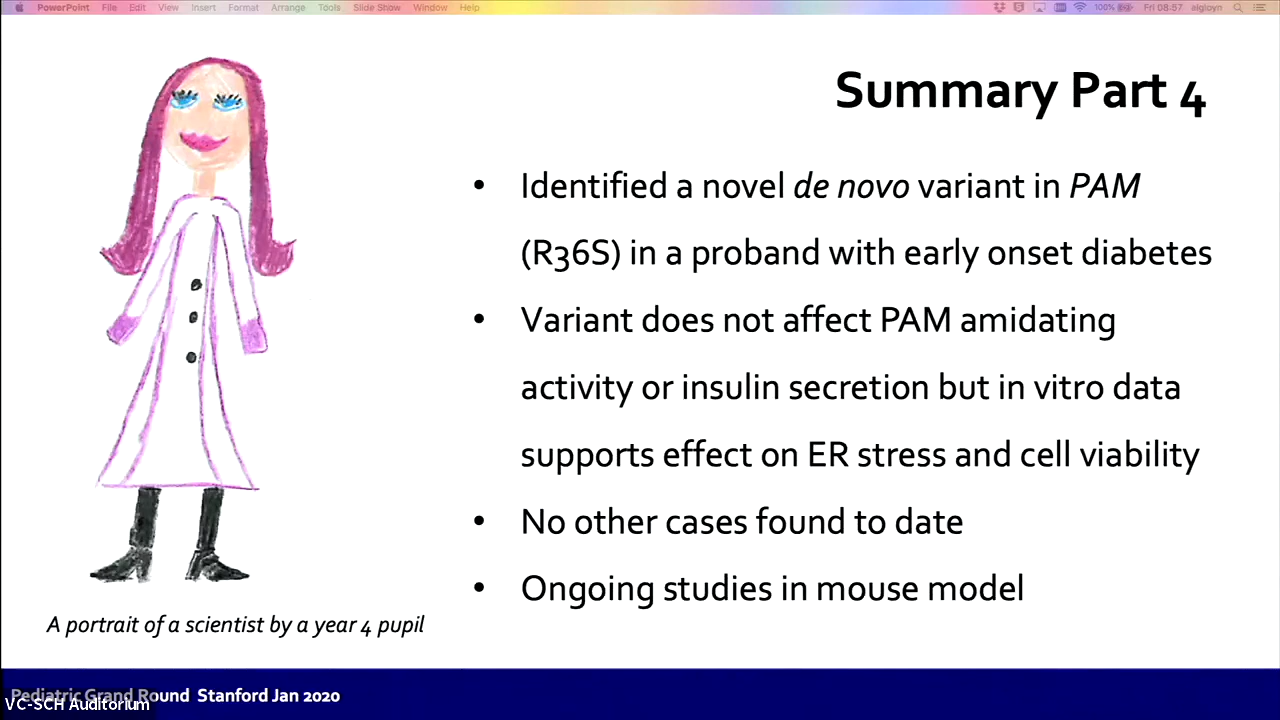 PowerPoint File Edit View Insert Format Arrange Tools Slide Show Window Help 100% Fri 08:57 algloyn
Summary Part 4
• Identified a novel de novo variant in PAM
(R36S) in a proband with early onset diabetes
• Variant does not affect PAM amidating
activity or insulin secretion but in vitro data
supports effect on ER stress and cell viability
• No other cases found to date
• Ongoing studies in mouse model
A portrait of a scientist by a year 4 pupil
Pediatric Grand Round Stanford Jan 2020
VC-SCH Auditorium